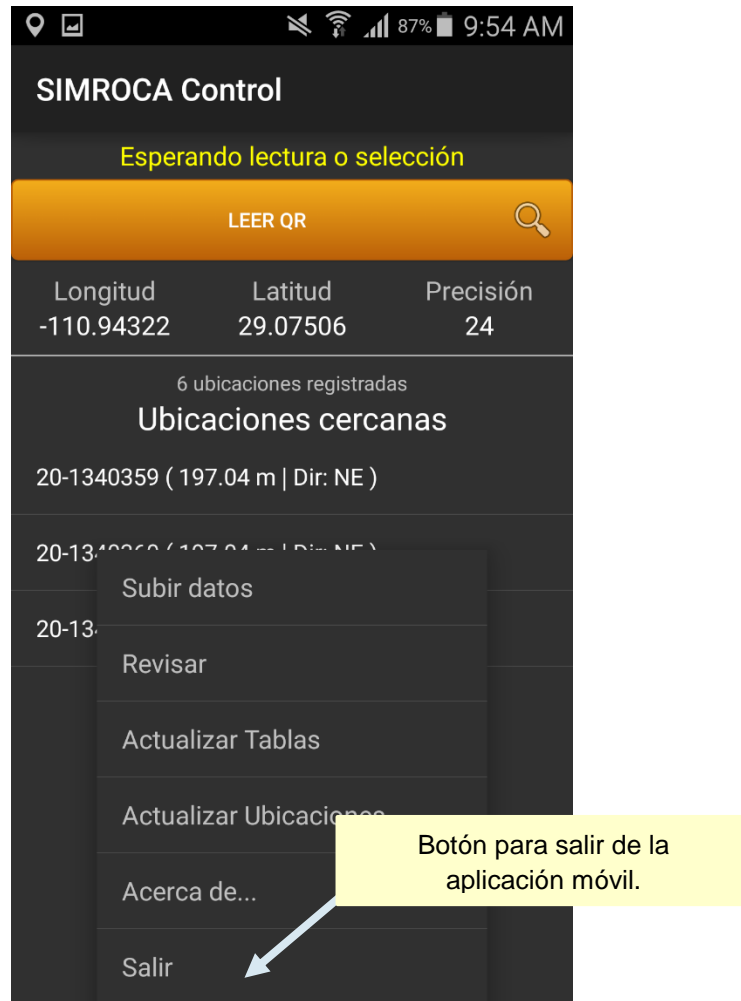 87% 9:54 AM
SIMROCA Control
Esperando lectura o selección
LEER QR
Longitud Latitud Precisión
-110.94322 29.07506 24
6 ubicaciones registradas
Ubicaciones cercanas
20-1340359 ( 197.04 m | Dir: NE )
Subir datos
Revisar
Actualizar Tablas
Actualizar Ubicaciones
Botón para salir de la
aplicación móvil.
Acerca de...
Salir